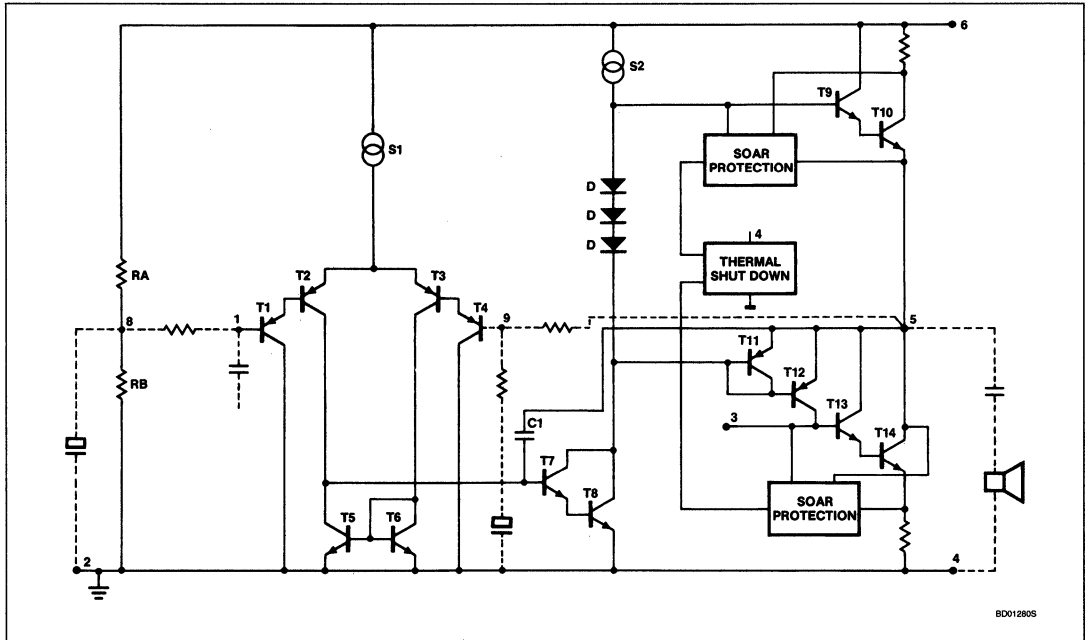 6
S2
T9
T10
S1
SOAR
PROTECTION
D
D
D
4
THERMAL
SHUT DOWN
RA
T2
T3
8
1
T1
T4
9
5
RB
T11
T12
C1
3
T13
T14
T7
T8
SOAR
PROTECTION
T5
T6
2
4
BD01280S